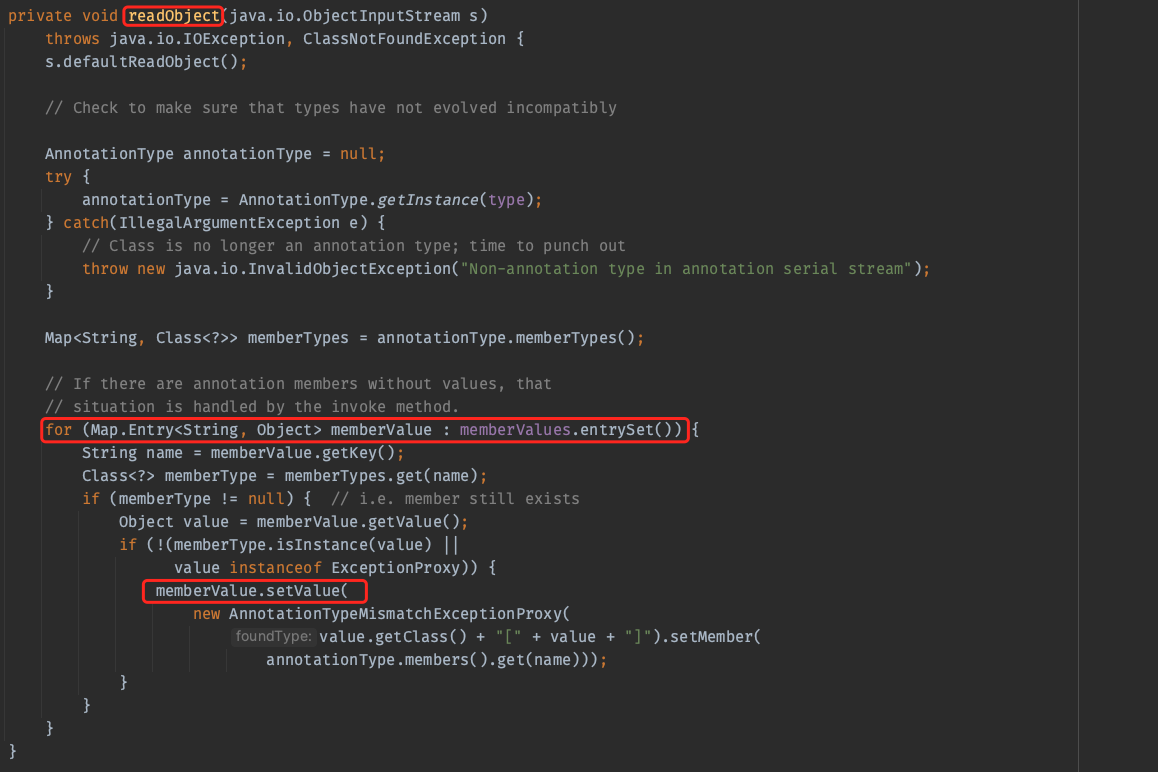 private void readObject(java.io.ObjectInputStream s)
    throws java.io.IOException, ClassNotFoundException {
    s.defaultReadObject();

    // Check to make sure that types have not evolved incompatibly

    AnnotationType annotationType = null;
    try {
        annotationType = AnnotationType.getInstance(type);
    } catch(IllegalArgumentException e) {
        // Class is no longer an annotation type; time to punch out
        throw new java.io.InvalidObjectException("Non-annotation type in annotation serial stream");
    }

    Map<String, Class<?>> memberTypes = annotationType.memberTypes();

    // If there are annotation members without values, that
    // situation is handled by the invoke method.
    for (Map.Entry<String, Object> memberValue : memberValues.entrySet()) {
        String name = memberValue.getKey();
        Class<?> memberType = memberTypes.get(name);
        if (memberType != null) {  // i.e. member still exists
            Object value = memberValue.getValue();
            if (!(memberType.isInstance(value) ||
                  value instanceof ExceptionProxy)) {
                memberValue.setValue(
                    new AnnotationTypeMismatchExceptionProxy(
                        foundType: value.getClass() + "[" + value + "]").setMember(
                            annotationType.members().get(name)));
            }
        }
    }
}